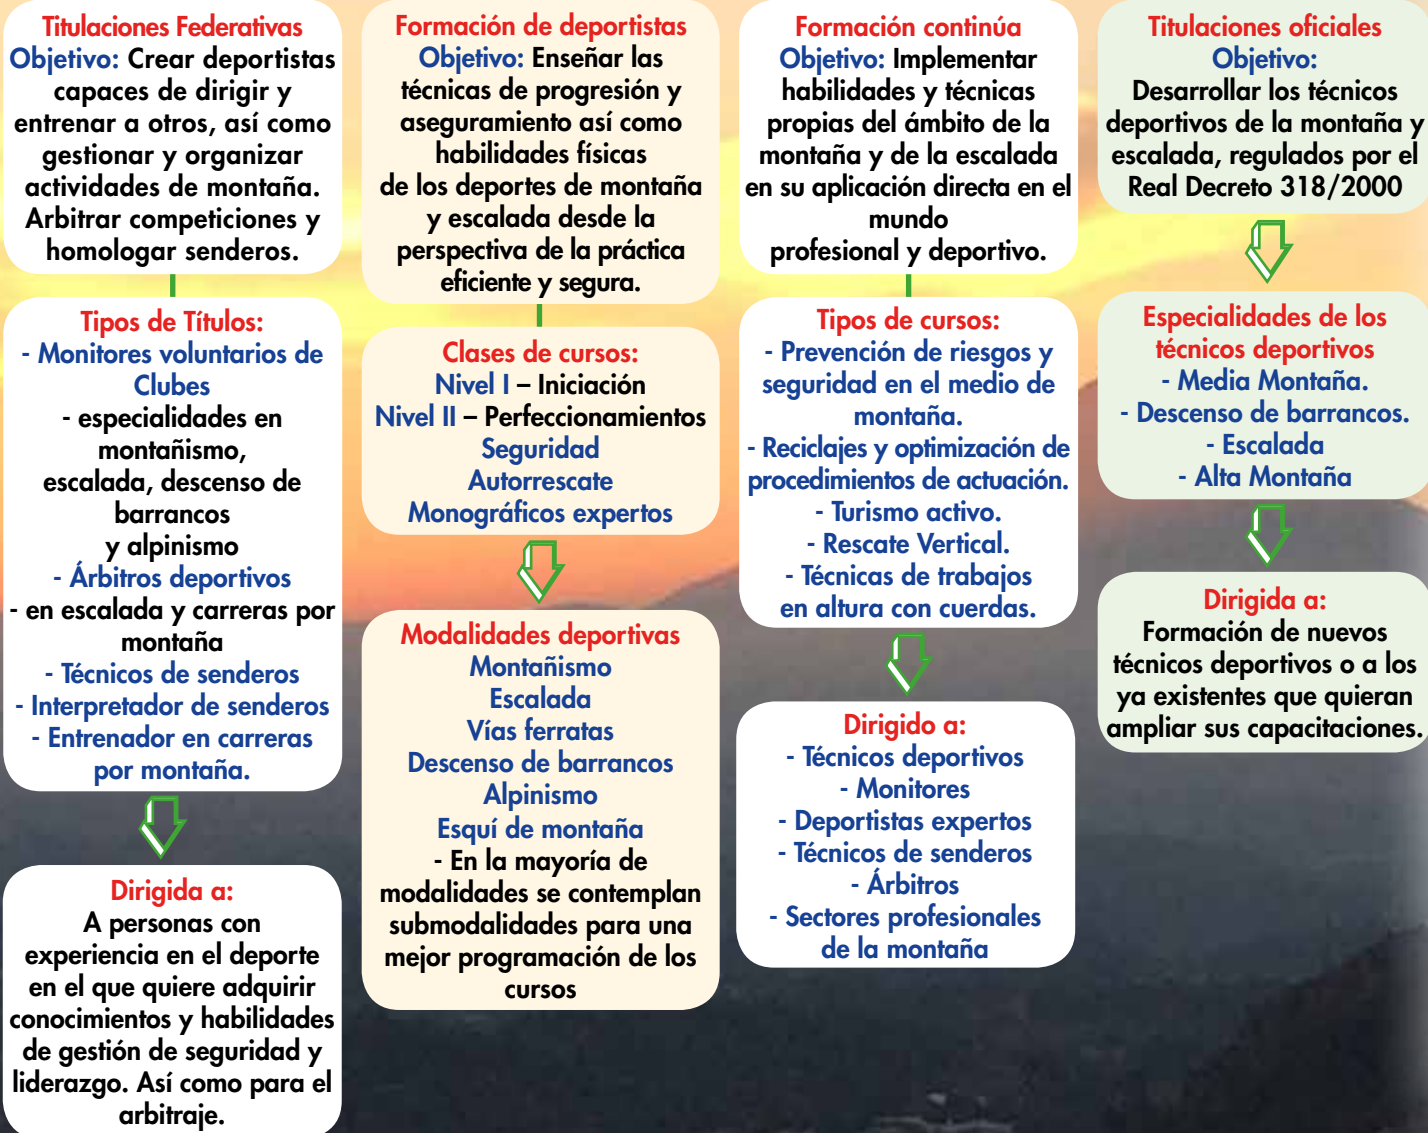 Titulaciones Federativas
Objetivo: Crear deportistas
capaces de dirigir y
entrenar a otros, así como
gestionar y organizar
actividades de montaña.
Arbitrar competiciones y
homologar senderos.
Tipos de Títulos:
- Monitores voluntarios de
Clubes
- especialidades en
montañismo,
escalada, descenso de
barrancos
y alpinismo
- Árbitros deportivos
- en escalada y carreras por
montaña
- Técnicos de senderos
- Interpretador de senderos
- Entrenador en carreras
por montaña.
Dirigida a:
A personas con
experiencia en el deporte
en el que quiere adquirir
conocimientos y habilidades
de gestión de seguridad y
liderazgo. Así como para el
arbitraje.
Formación de deportistas
Objetivo: Enseñar las
técnicas de progresión y
aseguramiento así como
habilidades físicas
de los deportes de montaña
y escalada desde la
perspectiva de la práctica
eficiente y segura.
Clases de cursos:
Nivel I – Iniciación
Nivel II – Perfeccionamientos
Seguridad
Autorrescate
Monográficos expertos
Modalidades deportivas
Montañismo
Escalada
Vías ferratas
Descenso de barrancos
Alpinismo
Esquí de montaña
- En la mayoría de
modalidades se contemplan
submodalidades para una
mejor programación de los
cursos
Formación continúa
Objetivo: Implementar
habilidades y técnicas
propias del ámbito de la
montaña y de la escalada
en su aplicación directa en el
mundo
profesional y deportivo.
Tipos de cursos:
- Prevención de riesgos y
seguridad en el medio de
montaña.
- Reciclajes y optimización de
procedimientos de actuación.
- Turismo activo.
- Rescate Vertical.
- Técnicas de trabajos
en altura con cuerdas.
Dirigido a:
- Técnicos deportivos
- Monitores
- Deportistas expertos
- Técnicos de senderos
- Árbitros
- Sectores profesionales
de la montaña
Titulaciones oficiales
Objetivo:
Desarrollar los técnicos
deportivos de la montaña y
escalada, regulados por el
Real Decreto 318/2000
Especialidades de los
técnicos deportivos
- Media Montaña.
- Descenso de barrancos.
- Escalada
- Alta Montaña
Dirigida a:
Formación de nuevos
técnicos deportivos o a los
ya existentes que quieran
ampliar sus capacitaciones.